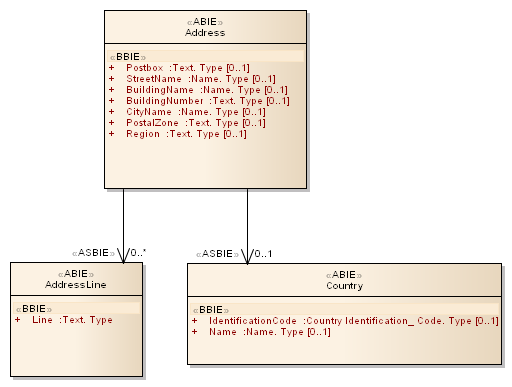 «ABIE»
Address
«BBIE»
+ Postbox :Text. Type [0..1]
+ StreetName :Name. Type [0..1]
+ BuildingName :Name. Type [0..1]
+ BuildingNumber :Text. Type [0..1]
+ CityName :Name. Type [0..1]
+ PostalZone :Text. Type [0..1]
+ Region :Text. Type [0..1]
«ASBIE» 0..*
«ASBIE» 0..1
«ABIE»
AddressLine
«BBIE»
+ Line :Text. Type
«ABIE»
Country
«BBIE»
+ IdentificationCode :Country Identification_ Code. Type [0..1]
+ Name :Name. Type [0..1]